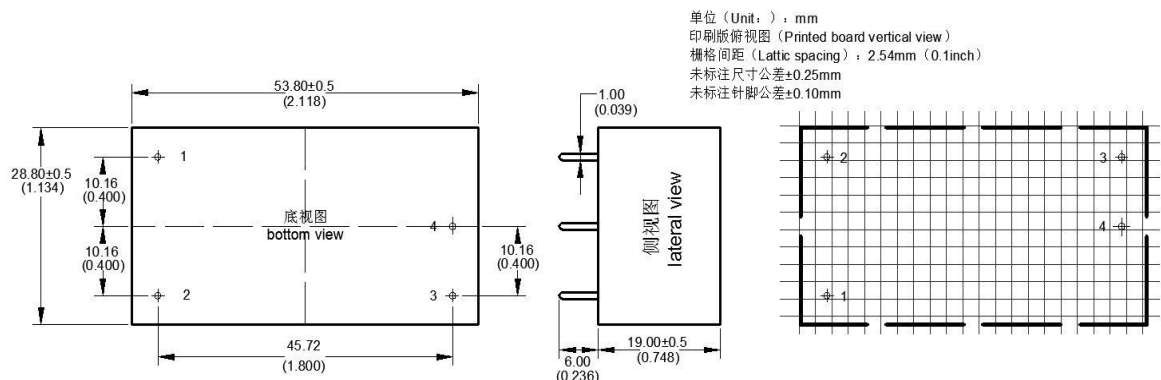 单位（Unit：）：mm
印刷版俯视图（Printed board vertical view）
栅格间距（Lattic spacing）：2.54mm（0.1inch）
未标注尺寸公差±0.25mm
未标注针脚公差±0.10mm
53.80±0.5
(2.118)
28.80±0.5
(1.134)
10.16
(0.400)
10.16
(0.400)
1
2
底视图
bottom view
4
3
10.16
(0.400)
45.72
(1.800)
1.00
(0.039)
侧视图
lateral view
6.00
(0.236)
19.00±0.5
(0.748)
2
3
4
1